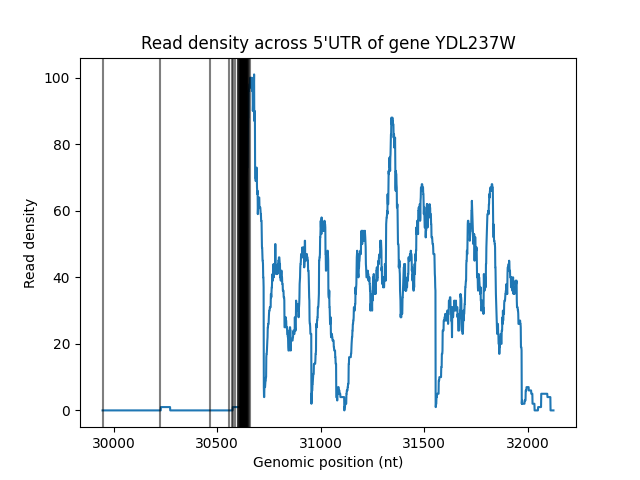 Read density across 5'UTR of gene YDL237W
100
80
60
40
20
0
Read density
30000 30500 31000 31500 32000
Genomic position (nt)